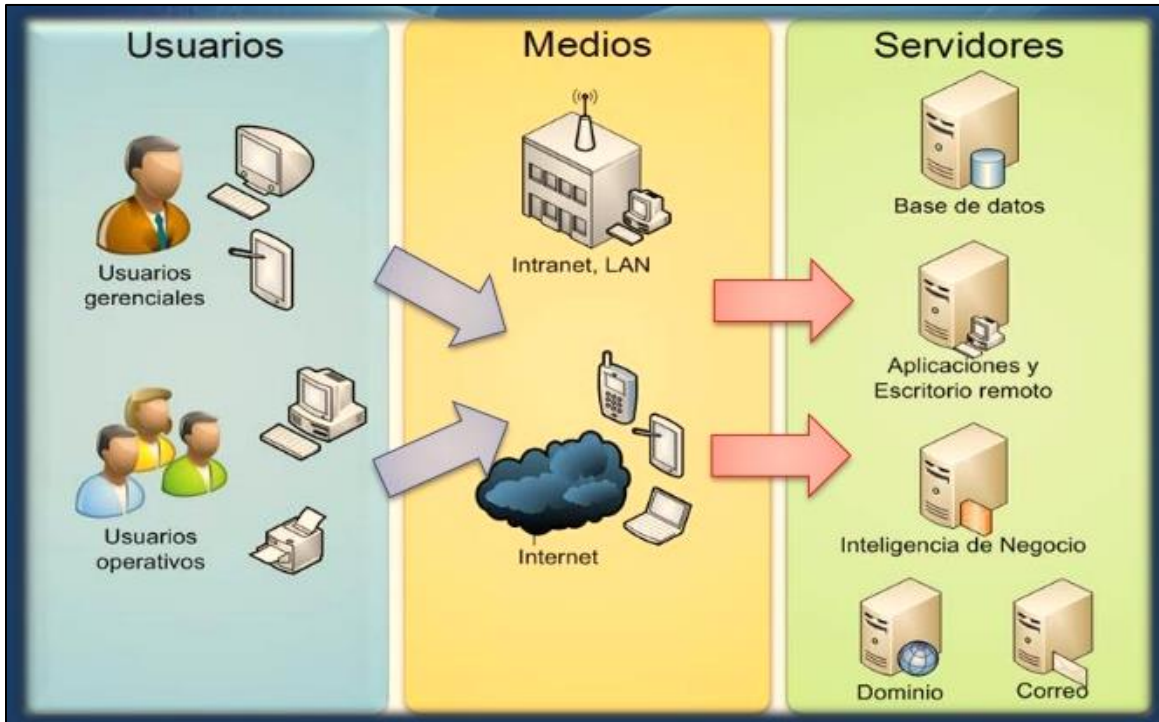 Usuarios
Usuarios
gerenciales
Usuarios
operativos
Medios
Intranet, LAN
Internet
Servidores
Base de datos
Aplicaciones y
Escritorio remoto
Inteligencia de Negocio
Dominio
Correo